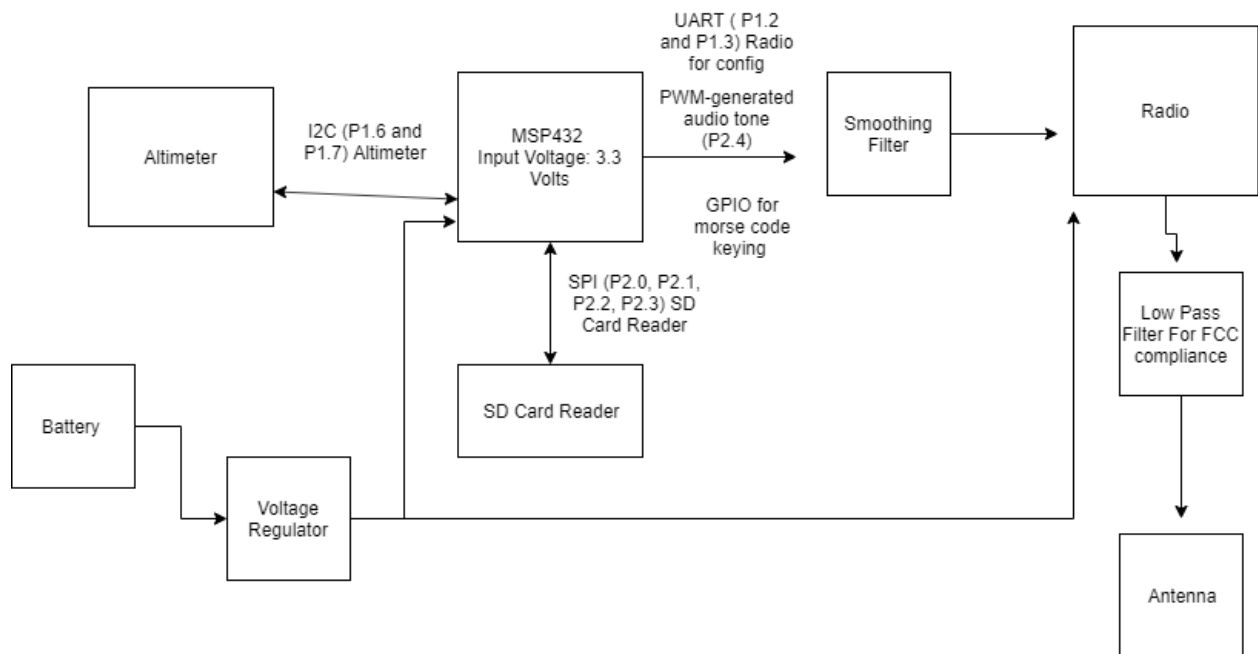 UART ( P1.2
and P1.3) Radio
for config
PWM-generated
audio tone
(P2.4)
GPIO for
morse code
keying
Altimeter
I2C (P1.6 and
P1.7) Altimeter
MSP432
Input Voltage: 3.3
Volts
Smoothing
Filter
Radio
SPI (P2.0, P2.1,
P2.2, P2.3) SD
Card Reader
SD Card Reader
Low Pass
Filter For FCC
compliance
Battery
Voltage
Regulator
Antenna